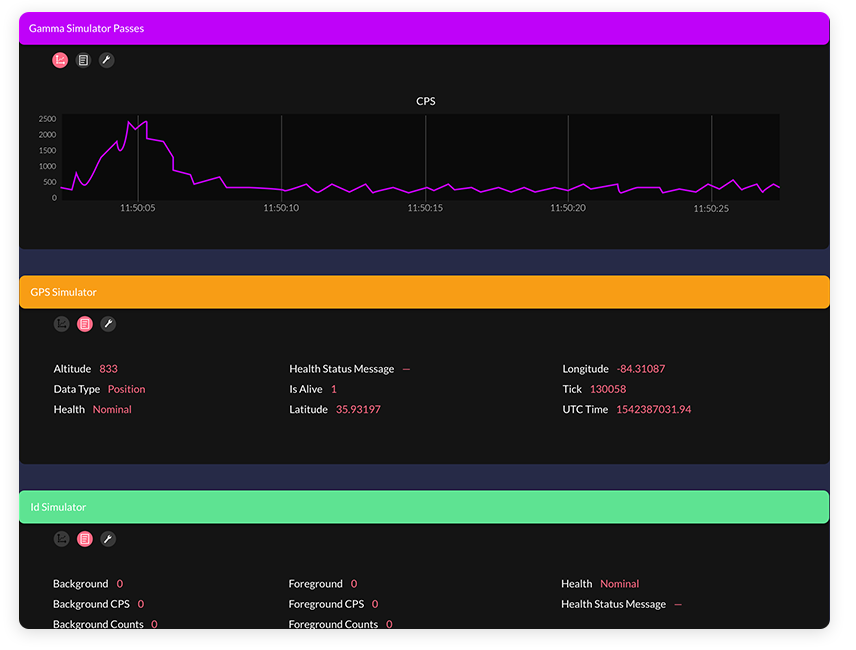 Gamma Simulator Passes
CPS
2500
2000
1500
1000
500
0
11:50:05 11:50:10 11:50:15 11:50:20 11:50:25
GPS Simulator
Altitude 833 Health Status Message — Longitude -84.31087
Data Type Position Is Alive 1 Tick 130058
Health Nominal Latitude 35.93197 UTC Time 1542387031.94
Id Simulator
Background 0 Foreground 0 Health Nominal
Background CPS 0 Foreground CPS 0 Health Status Message —
Background Counts 0 Foreground Counts 0